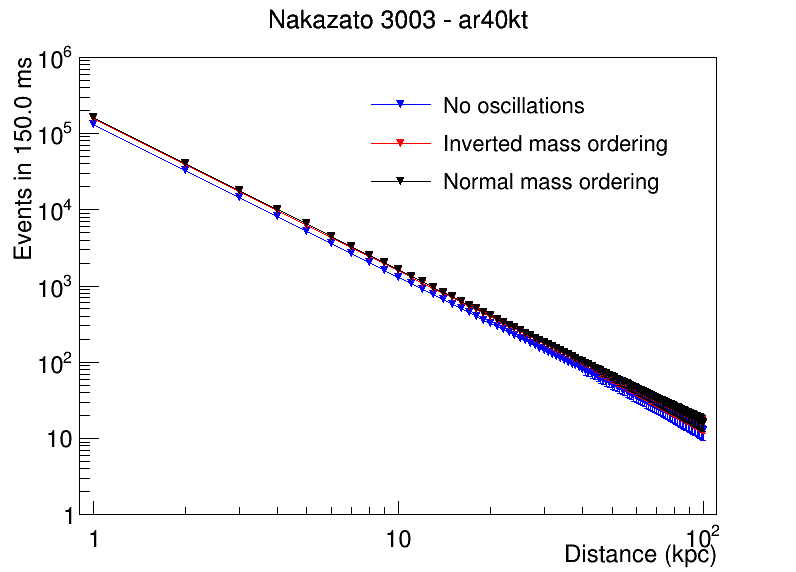 Nakazato 3003 - ar40kt
Events in 150.0 ms
10^6
10^5
10^4
10^3
10^2
10
1
No oscillations
Inverted mass ordering
Normal mass ordering
1
10
10^2
Distance (kpc)